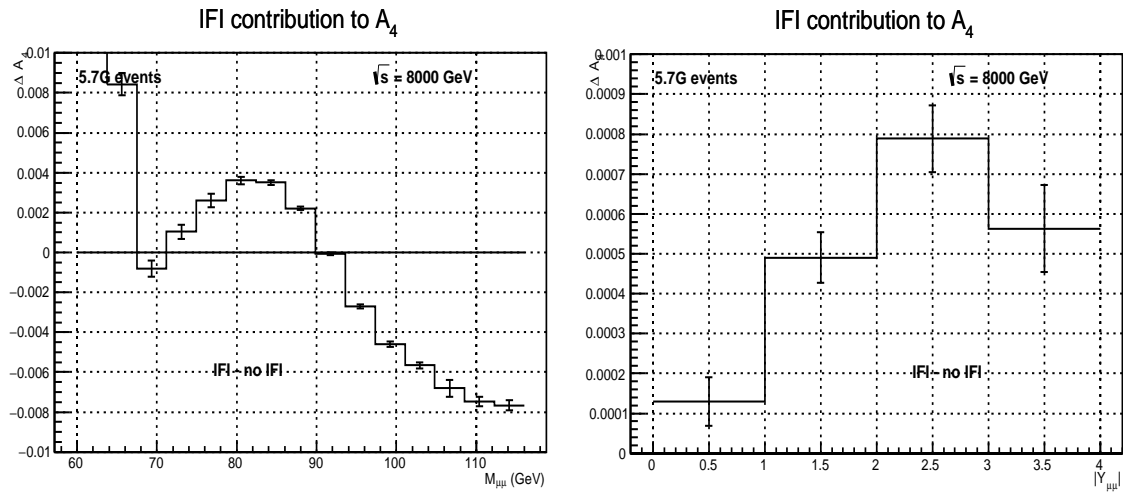 IFI contribution to A4
Δ A4
5.7G events
√s = 8000 GeV
0.01
0.008
0.006
0.004
0.002
0
−0.002
−0.004
−0.006
−0.008
−0.01
IFI - no IFI
60 70 80 90 100 110
Mμμ (GeV)
IFI contribution to A4
Δ A
5.7G events
√s = 8000 GeV
0.001
0.0009
0.0008
0.0007
0.0006
0.0005
0.0004
0.0003
0.0002
0.0001
0
IFI - no IFI
0 0.5 1 1.5 2 2.5 3 3.5 4
|Yμμ|